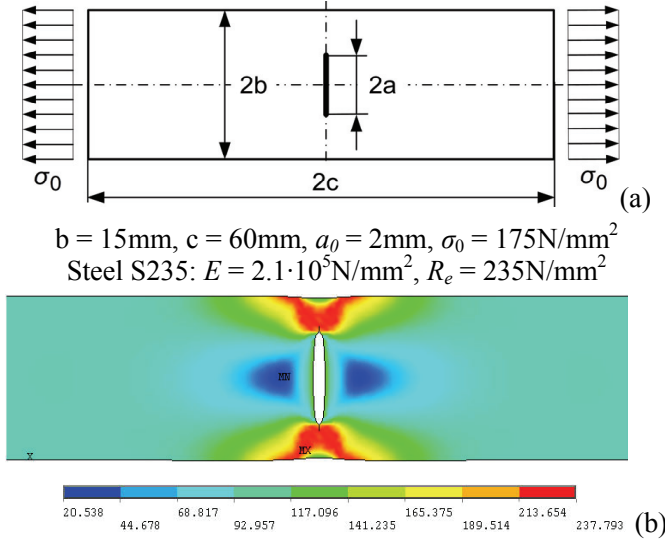 2b
2a
σ₀
σ₀
2c
(a)
b = 15mm, c = 60mm, a₀ = 2mm, σ₀ = 175N/mm²
Steel S235: E = 2.1·10⁵N/mm², Rₑ = 235N/mm²
MN
MX
X
20.538 68.817 117.096 165.375 213.654
44.678 92.957 141.235 189.514 237.793
(b)